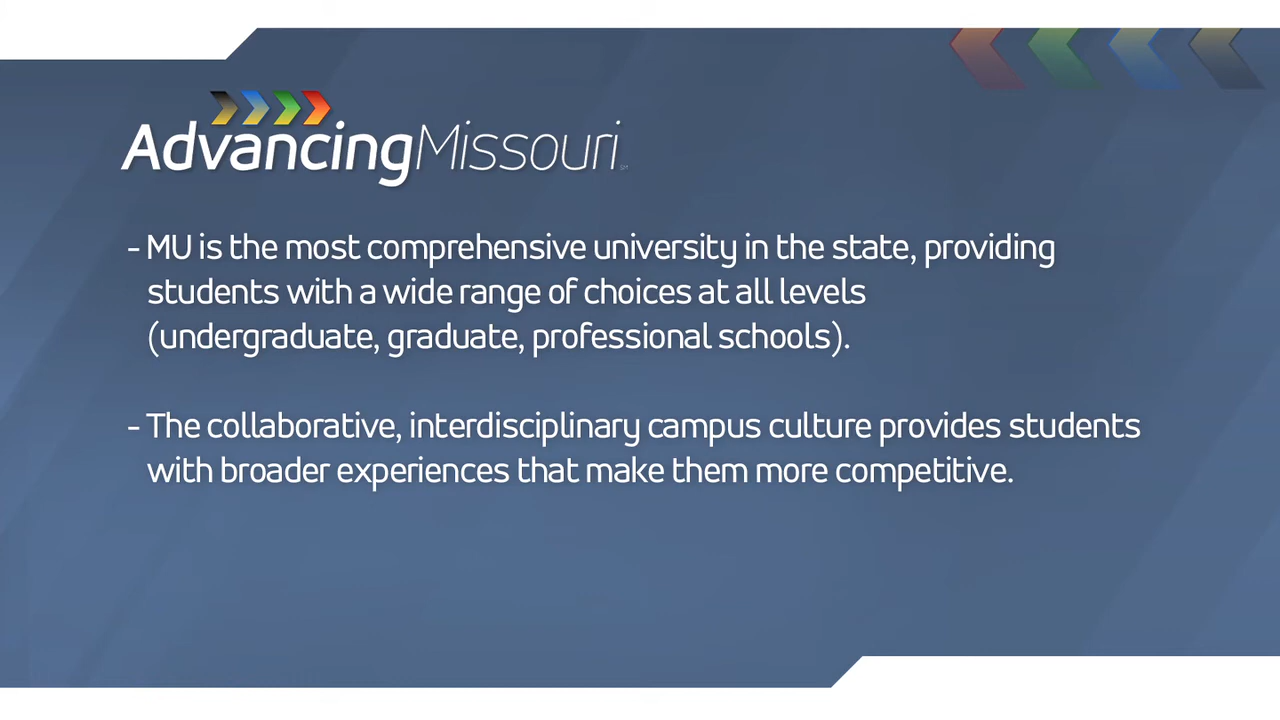 AdvancingMissouri℠
- MU is the most comprehensive university in the state, providing
students with a wide range of choices at all levels
(undergraduate, graduate, professional schools).
- The collaborative, interdisciplinary campus culture provides students
with broader experiences that make them more competitive.